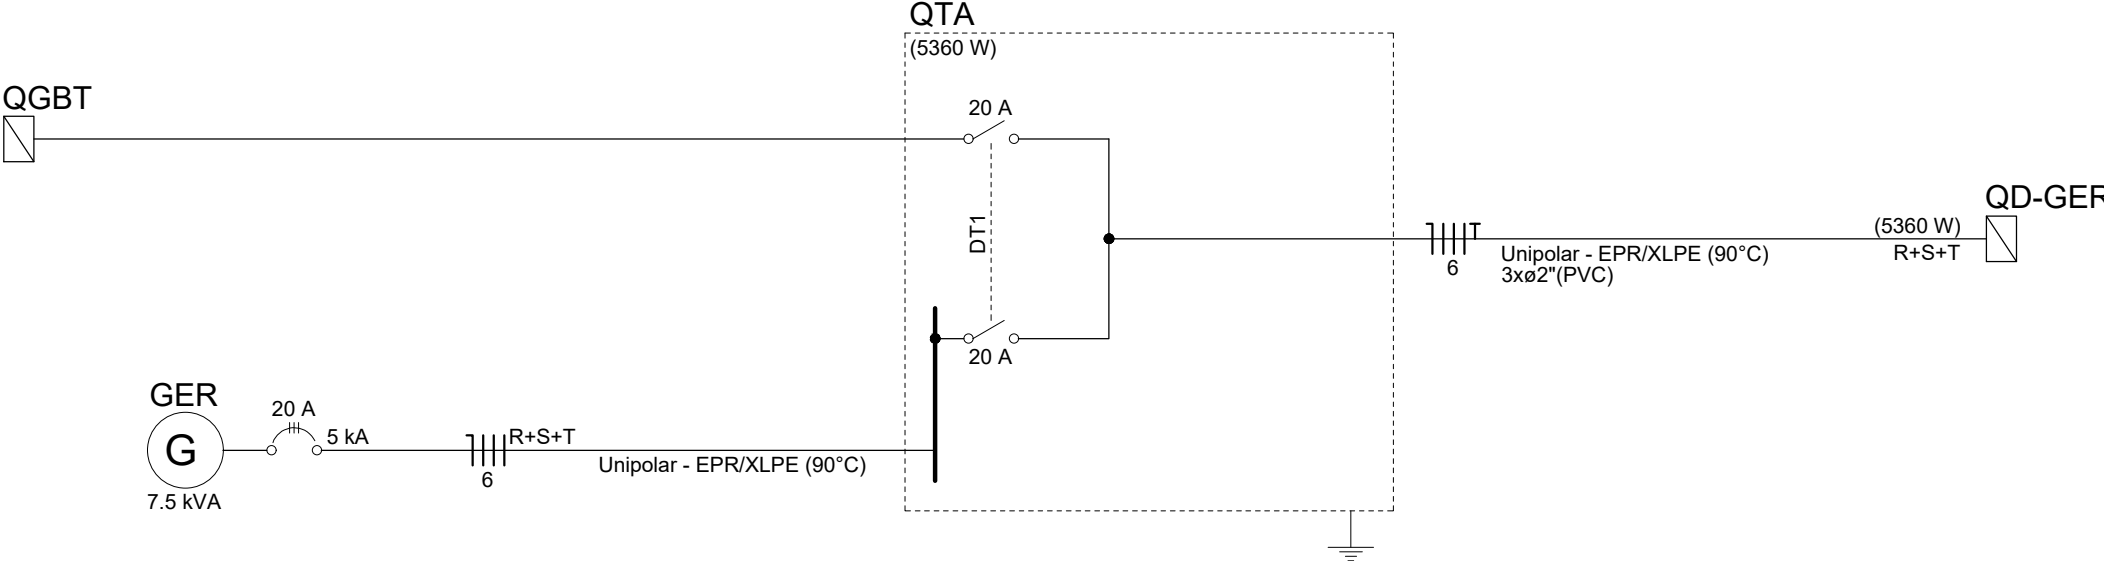 QTA
(5360 W)
QGBT
20 A
DT1
QD-GER
(5360 W)
R+S+T
Unipolar - EPR/XLPE (90°C)
3xø2"(PVC)
6
20 A
GER
G
7.5 kVA
20 A
5 kA
R+S+T
6
Unipolar - EPR/XLPE (90°C)